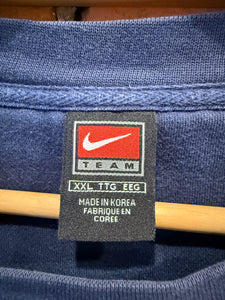 TEAM
XXL TTG EEG
MADE IN KOREA
FABRIQUE EN
COREE